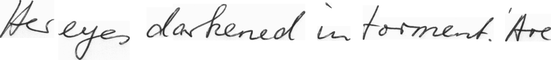 Her eyes darkened in torment. 'Are